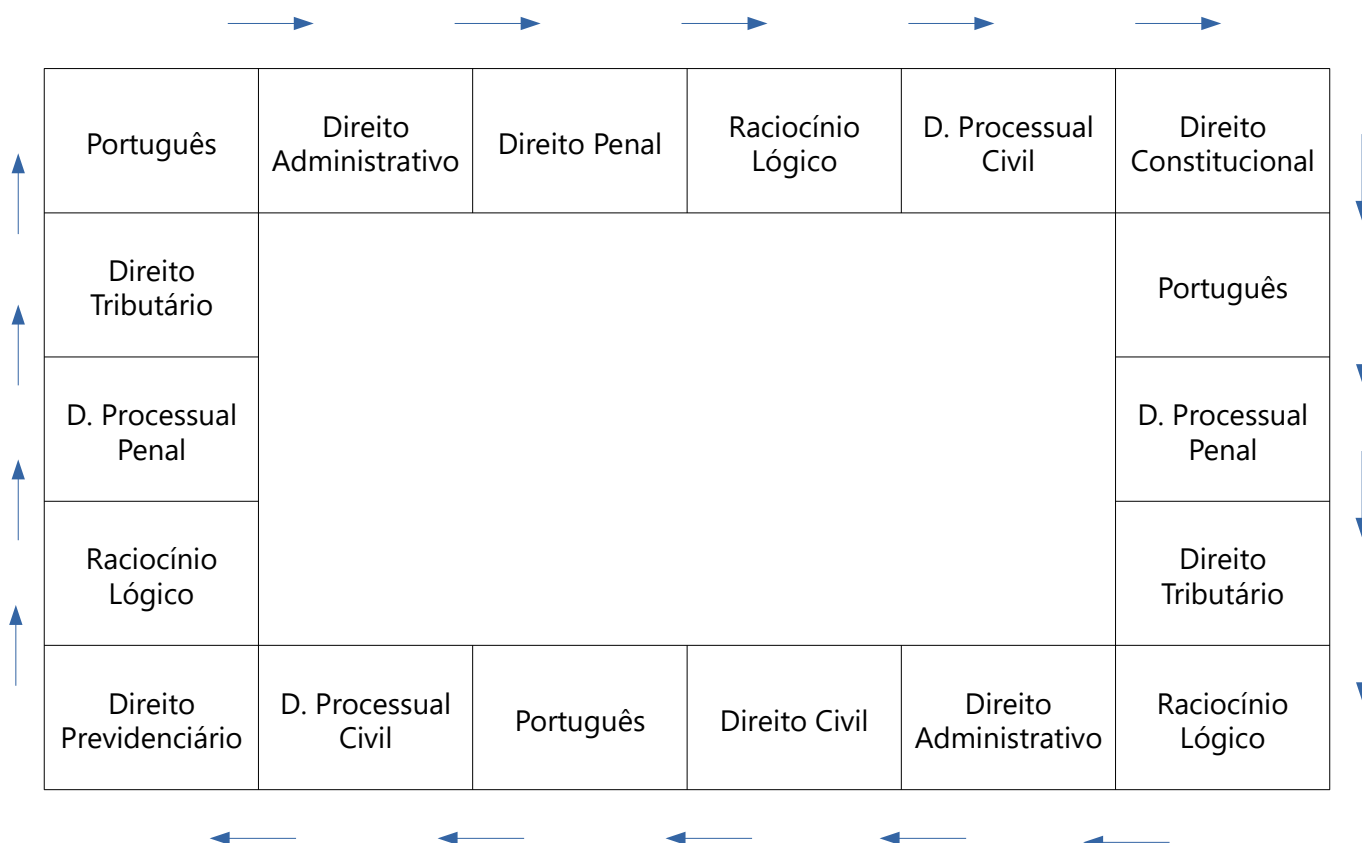 Português
Direito
Administrativo
Direito Penal
Raciocínio
Lógico
D. Processual
Civil
Direito
Constitucional
Direito
Tributário
Português
D. Processual
Penal
D. Processual
Penal
Raciocínio
Lógico
Direito
Tributário
Direito
Previdenciário
D. Processual
Civil
Português
Direito Civil
Direito
Administrativo
Raciocínio
Lógico